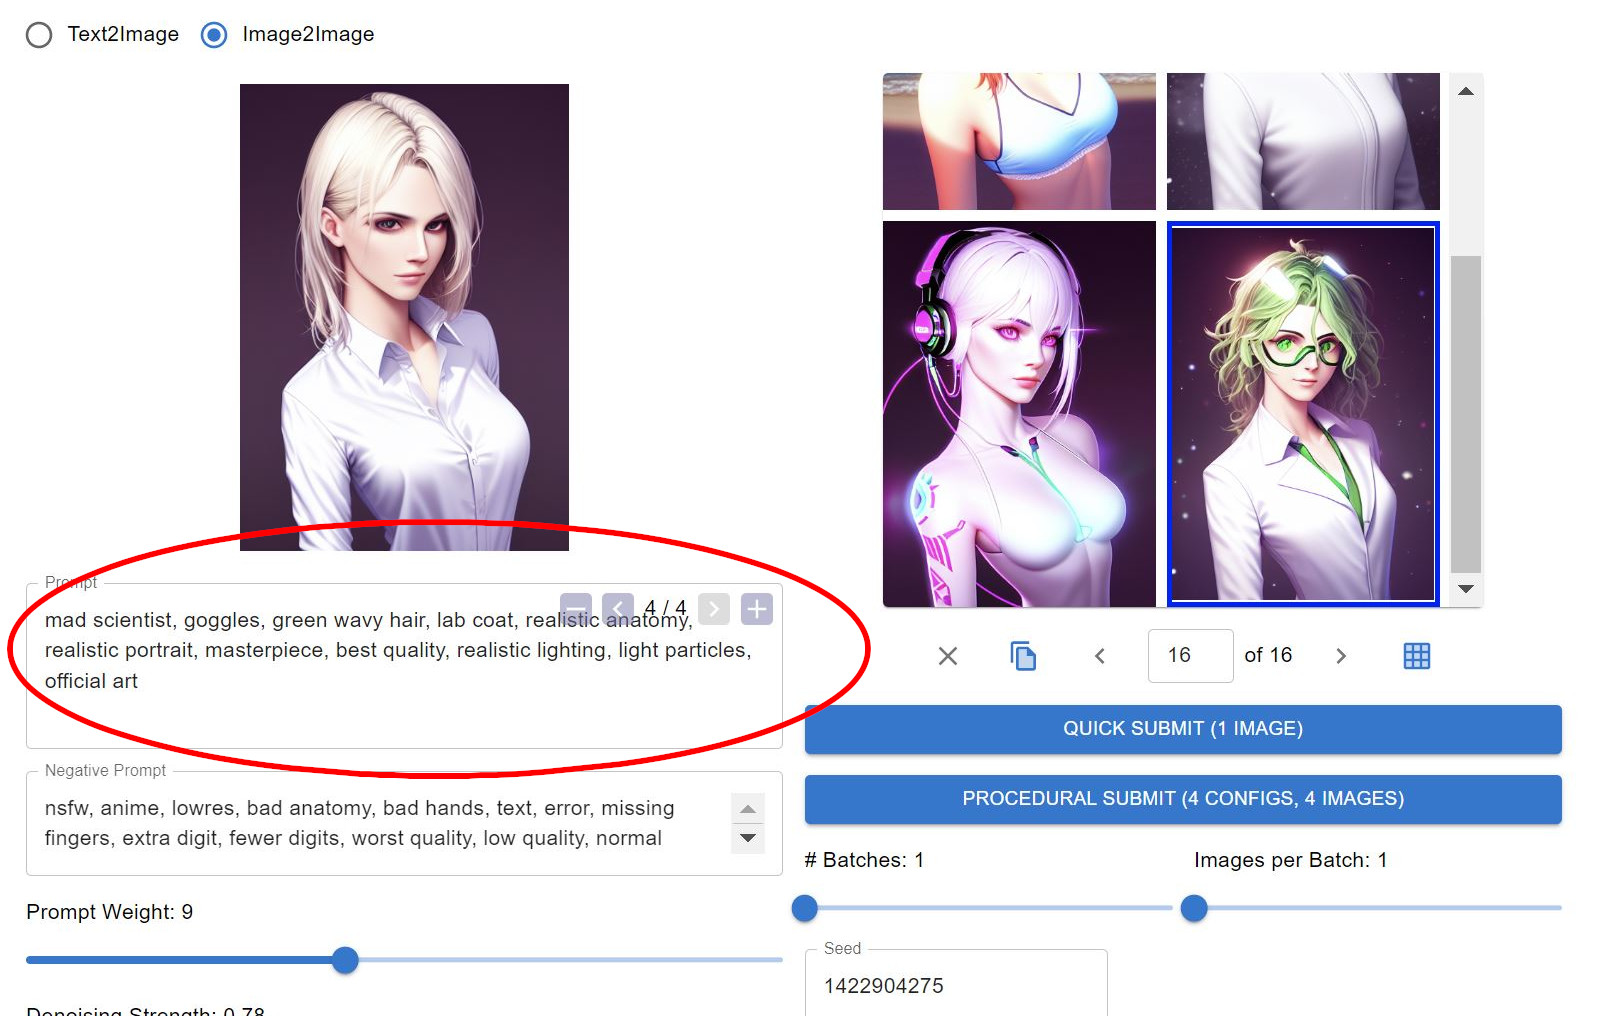 Text2Image
Image2Image
Prompt
4 / 4
mad scientist, goggles, green wavy hair, lab coat, realistic anatomy,
realistic portrait, masterpiece, best quality, realistic lighting, light particles,
official art
Negative Prompt
nsfw, anime, lowres, bad anatomy, bad hands, text, error, missing
fingers, extra digit, fewer digits, worst quality, low quality, normal
Prompt Weight: 9
Denoising Strength: 0.78
16 of 16
QUICK SUBMIT (1 IMAGE)
PROCEDURAL SUBMIT (4 CONFIGS, 4 IMAGES)
# Batches: 1
Images per Batch: 1
Seed
1422904275